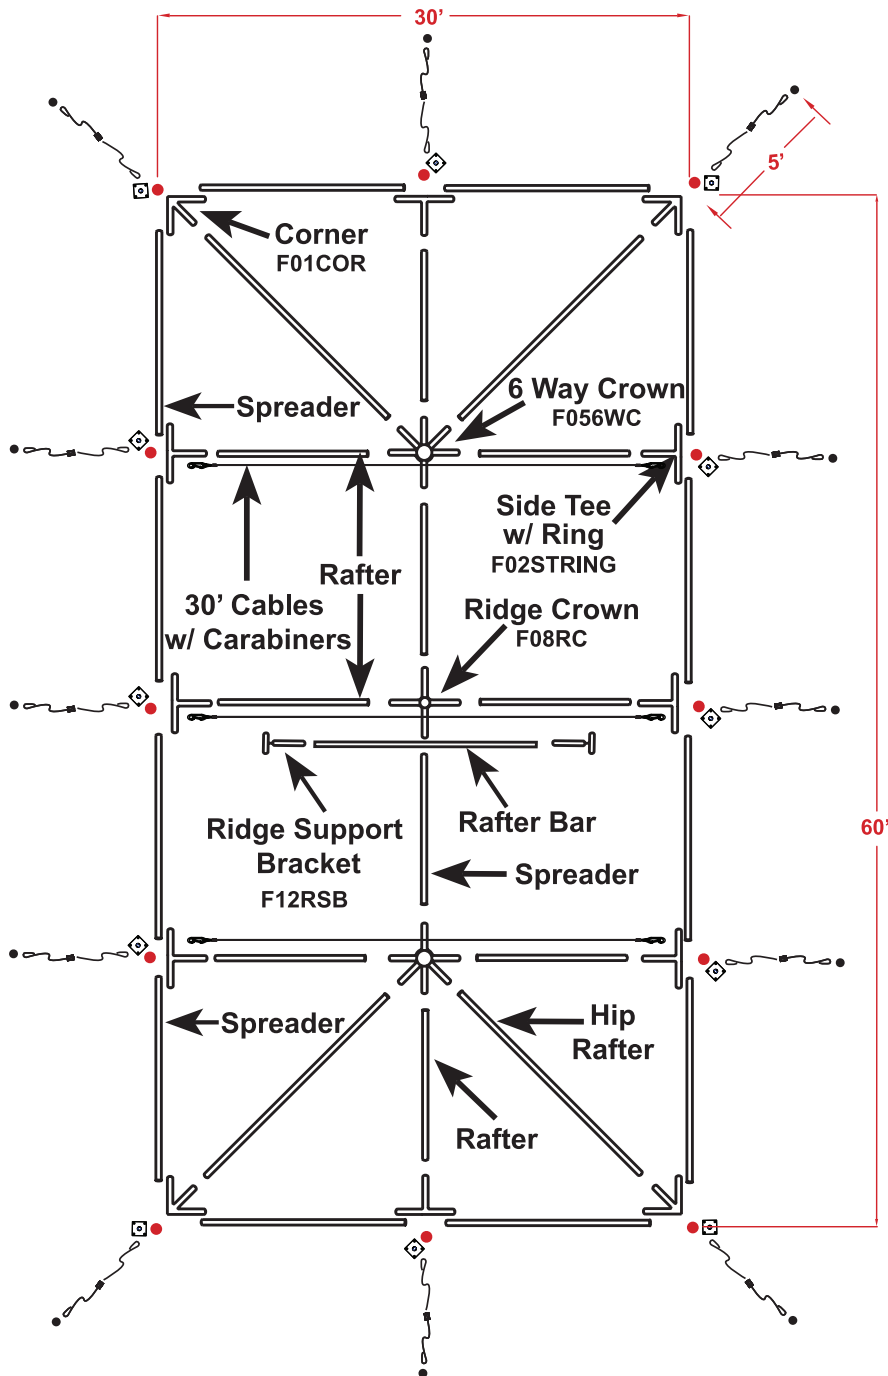 30’
5’
Corner
F01COR
6 Way Crown
F056WC
Spreader
Side Tee
w/ Ring
F02STRING
Rafter
30’ Cables
w/ Carabiners
Ridge Crown
F08RC
Rafter Bar
Ridge Support
Bracket
F12RSB
60’
Spreader
Spreader
Hip
Rafter
Rafter